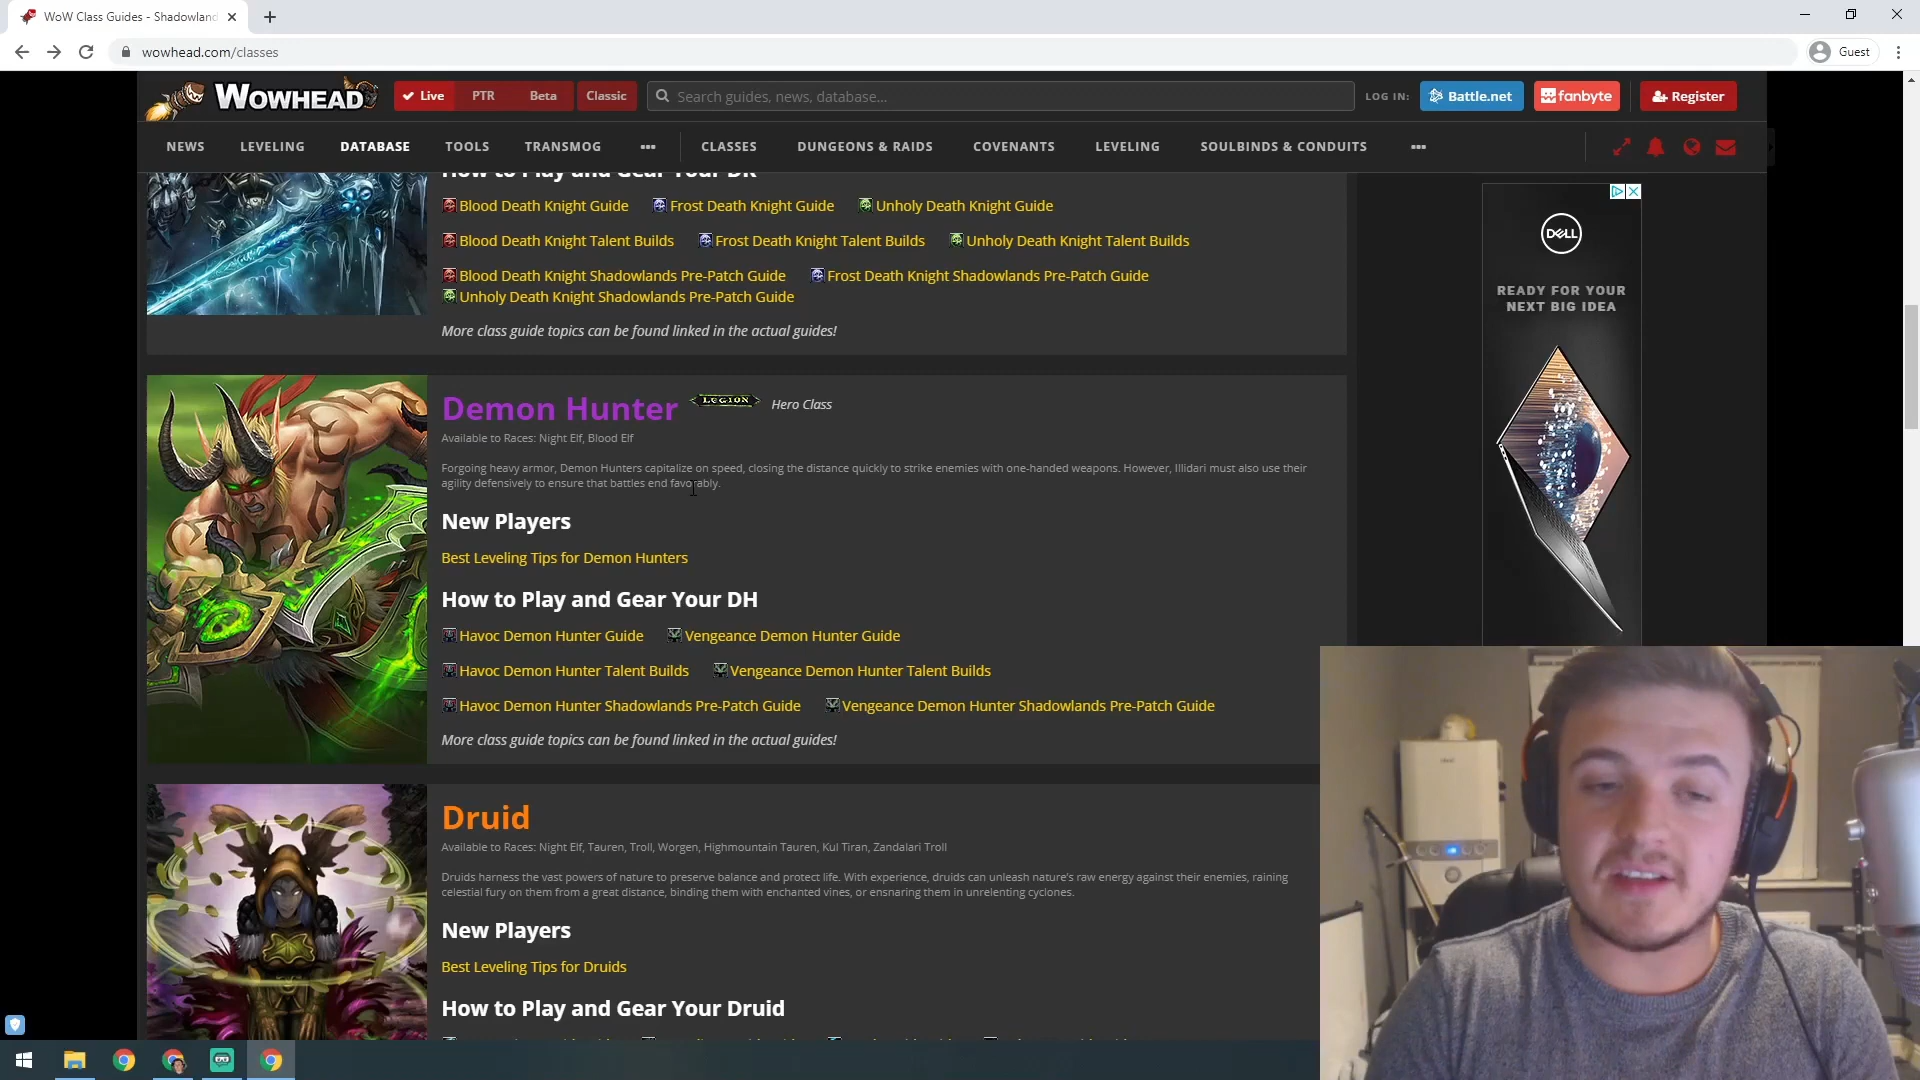 WoW Class Guides - Shadowland
wowhead.com/classes
Guest
WOWHEAD
Live
PTR
Beta
Classic
Search guides, news, database...
LOG IN:
Battle.net
fanbyte
Register
NEWS
LEVELING
DATABASE
TOOLS
TRANSMOG
CLASSES
DUNGEONS & RAIDS
COVENANTS
LEVELING
SOULBINDS & CONDUITS
How to Play and Gear Your DK
Blood Death Knight Guide
Frost Death Knight Guide
Unholy Death Knight Guide
Blood Death Knight Talent Builds
Frost Death Knight Talent Builds
Unholy Death Knight Talent Builds
Blood Death Knight Shadowlands Pre-Patch Guide
Frost Death Knight Shadowlands Pre-Patch Guide
Unholy Death Knight Shadowlands Pre-Patch Guide
More class guide topics can be found linked in the actual guides!
Demon Hunter
LEGION
Hero Class
Available to Races: Night Elf, Blood Elf
Forgoing heavy armor, Demon Hunters capitalize on speed, closing the distance quickly to strike enemies with one-handed weapons. However, Illidari must also use their
agility defensively to ensure that battles end favorably.
New Players
Best Leveling Tips for Demon Hunters
How to Play and Gear Your DH
Havoc Demon Hunter Guide
Vengeance Demon Hunter Guide
Havoc Demon Hunter Talent Builds
Vengeance Demon Hunter Talent Builds
Havoc Demon Hunter Shadowlands Pre-Patch Guide
Vengeance Demon Hunter Shadowlands Pre-Patch Guide
More class guide topics can be found linked in the actual guides!
Druid
Available to Races: Night Elf, Tauren, Troll, Worgen, Highmountain Tauren, Kul Tiran, Zandalari Troll
Druids harness the vast powers of nature to preserve balance and protect life. With experience, druids can unleash nature's raw energy against their enemies, raining
celestial fury on them from a great distance, binding them with enchanted vines, or ensnaring them in unrelenting cyclones.
New Players
Best Leveling Tips for Druids
How to Play and Gear Your Druid
DELL
READY FOR YOUR
NEXT BIG IDEA